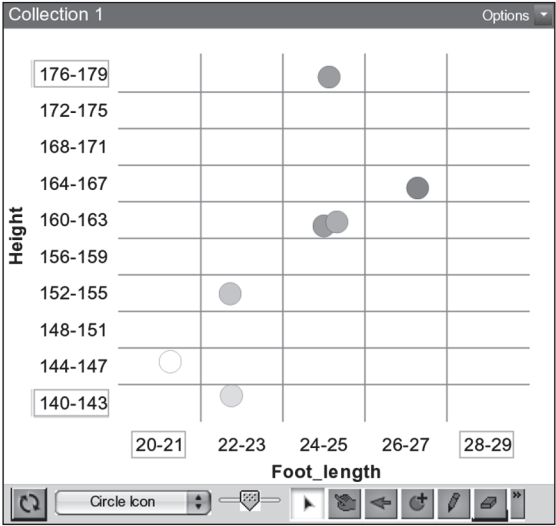 Collection 1 Options
176-179
172-175
168-171
164-167
160-163
156-159
152-155
148-151
144-147
140-143
Height
20-21 22-23 24-25 26-27 28-29
Foot_length
Circle Icon
»